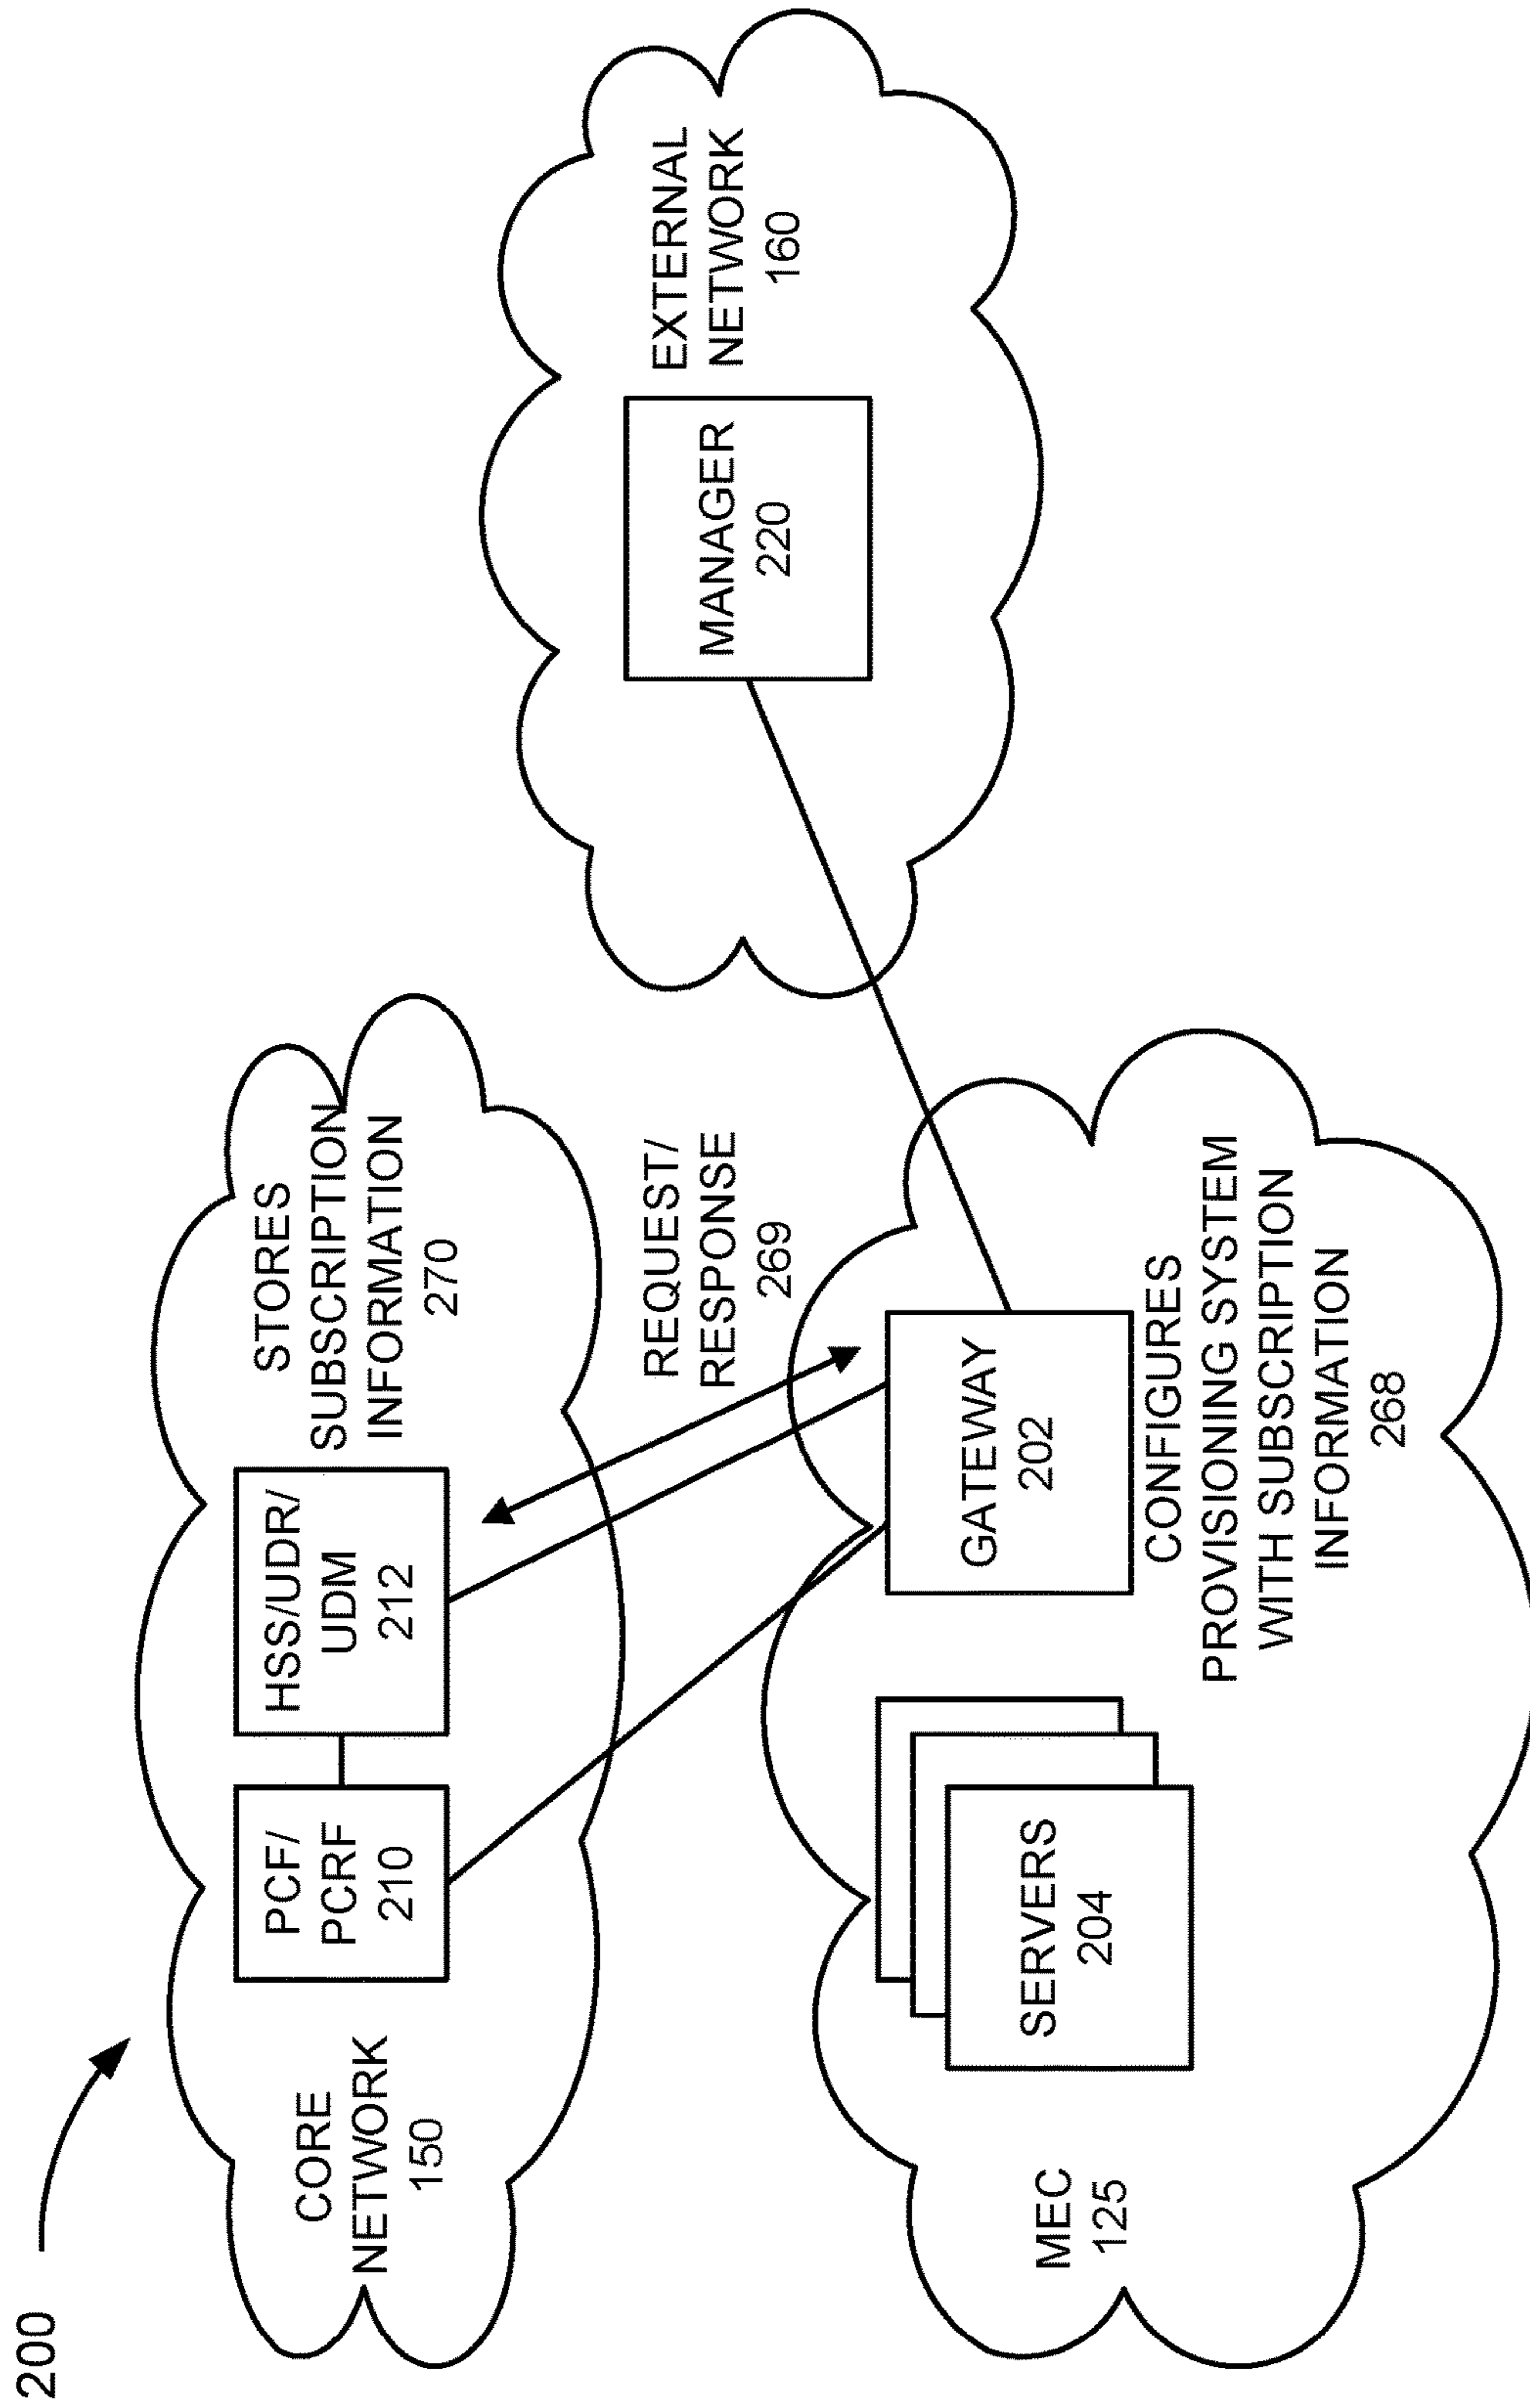 200
CORE
NETWORK
150
PCF/
PCRF
210
HSS/UDR/
UDM
212
STORES
SUBSCRIPTION
INFORMATION
270
REQUEST/
RESPONSE
269
EXTERNAL
NETWORK
160
MANAGER
220
MEC
125
SERVERS
204
GATEWAY
202
CONFIGURES
PROVISIONING SYSTEM
WITH SUBSCRIPTION
INFORMATION
268